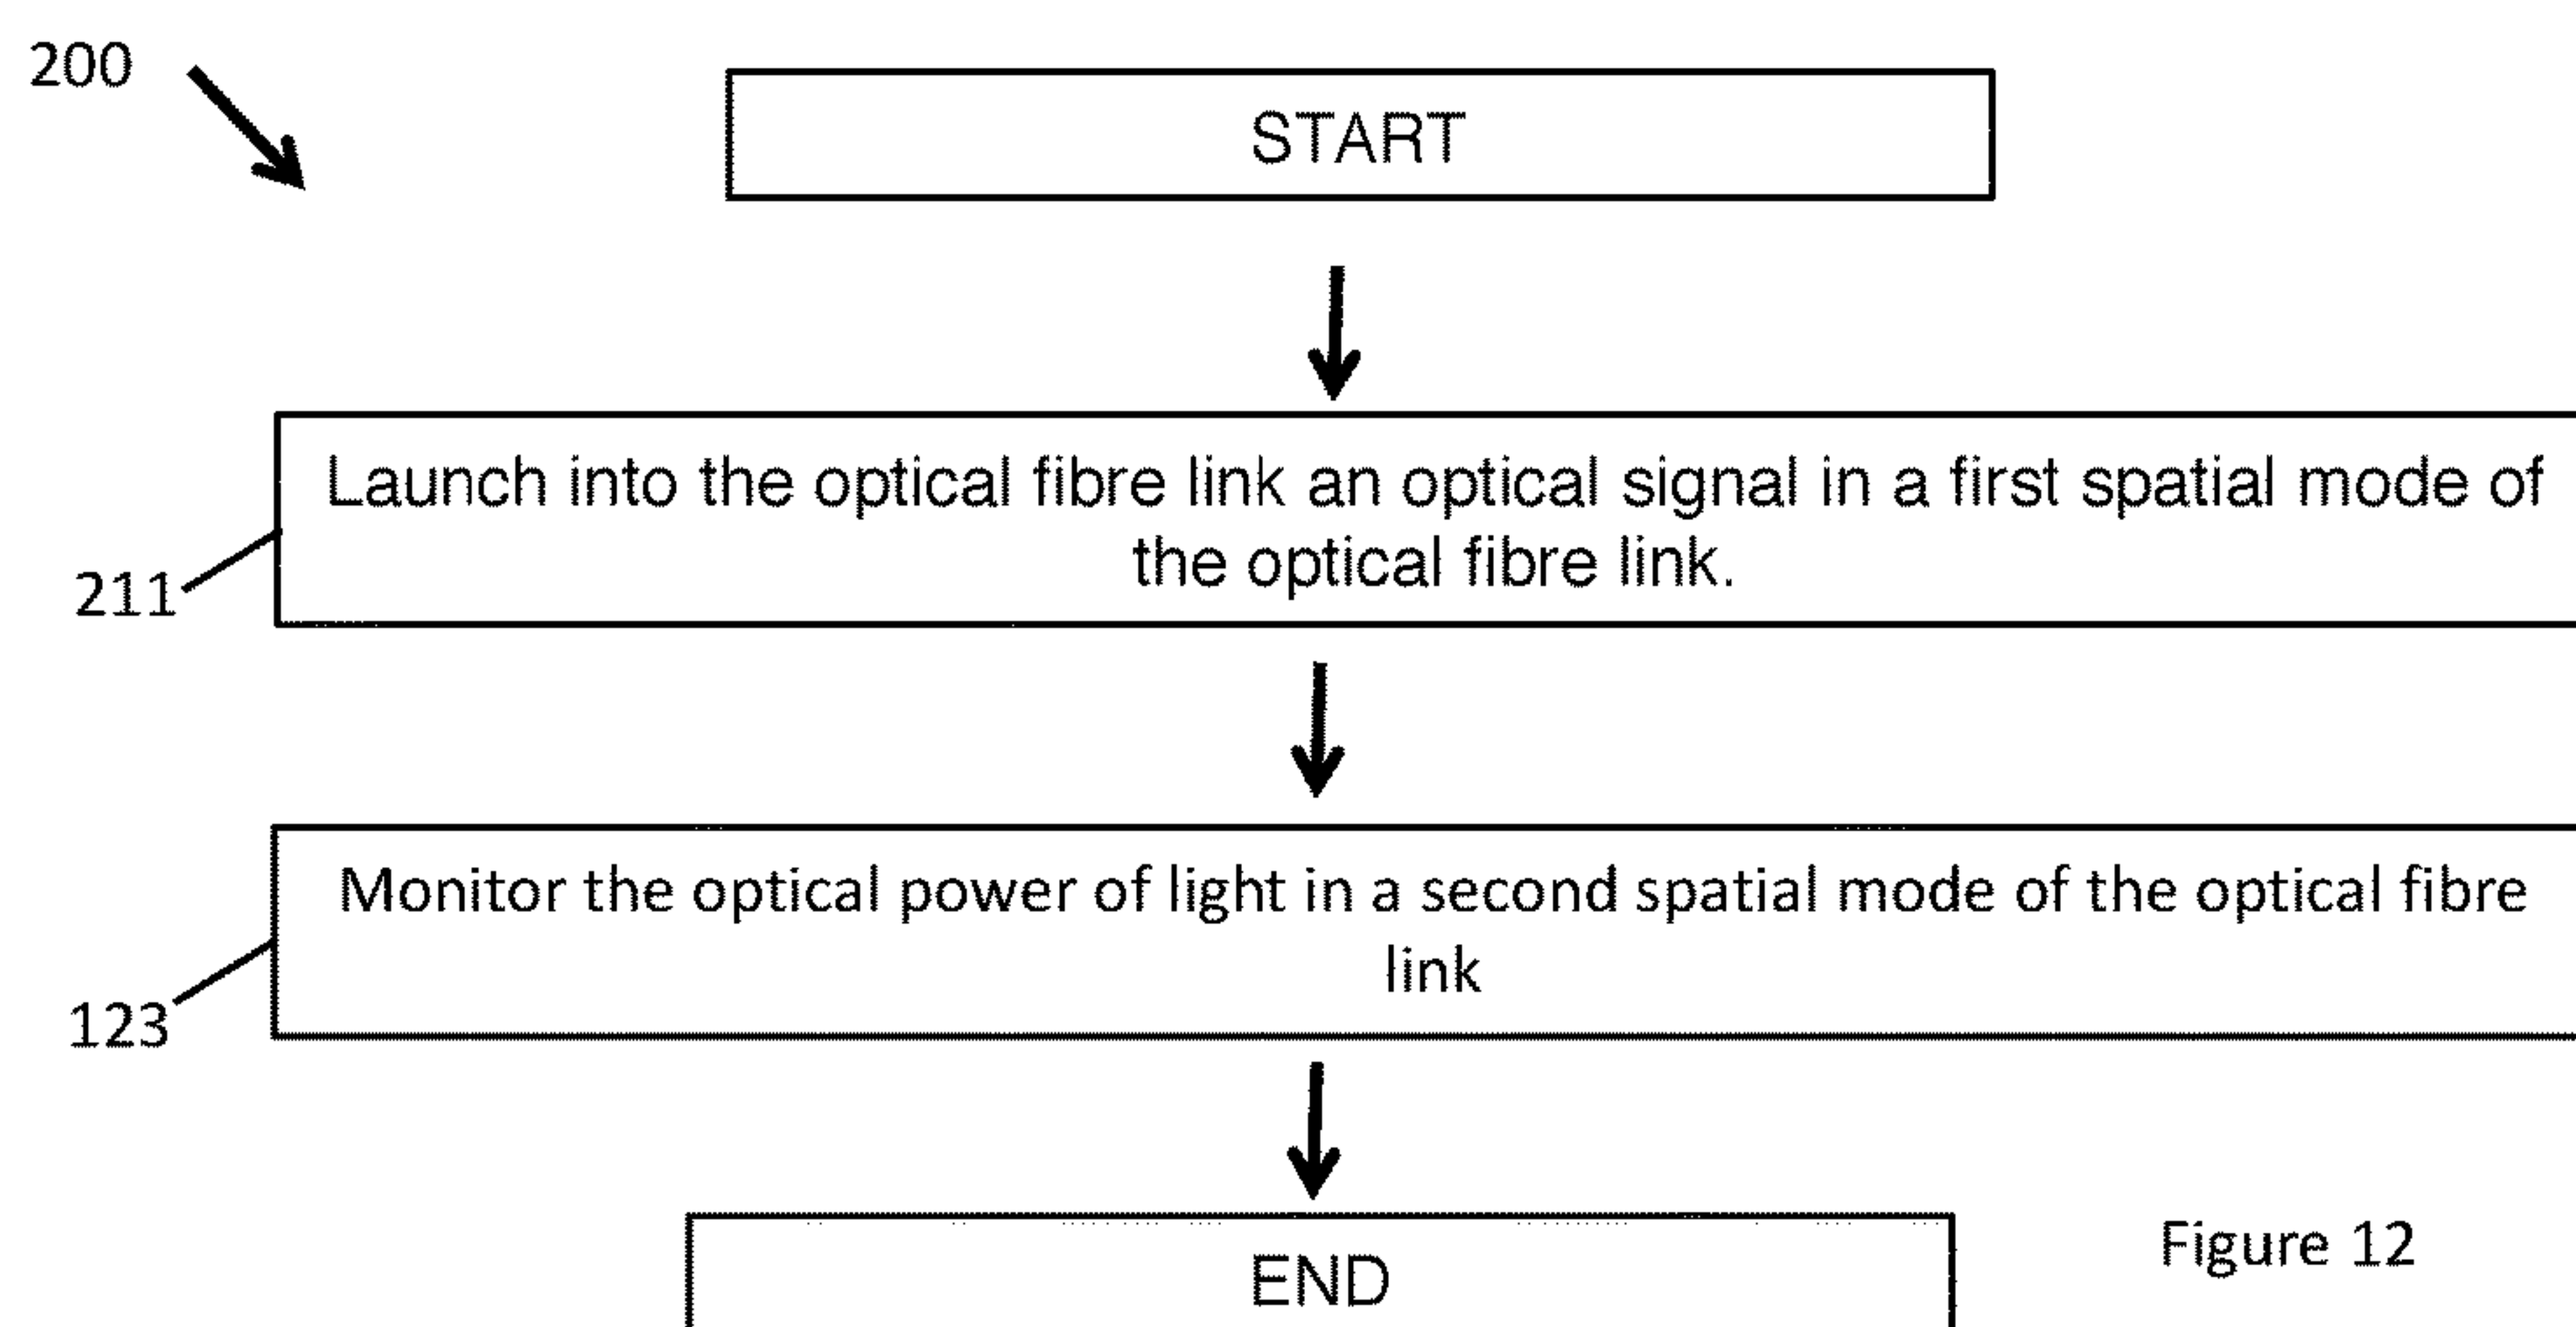 200
START
Launch into the optical fibre link an optical signal in a first spatial mode of
the optical fibre link.
211
Monitor the optical power of light in a second spatial mode of the optical fibre
link
123
END
Figure 12